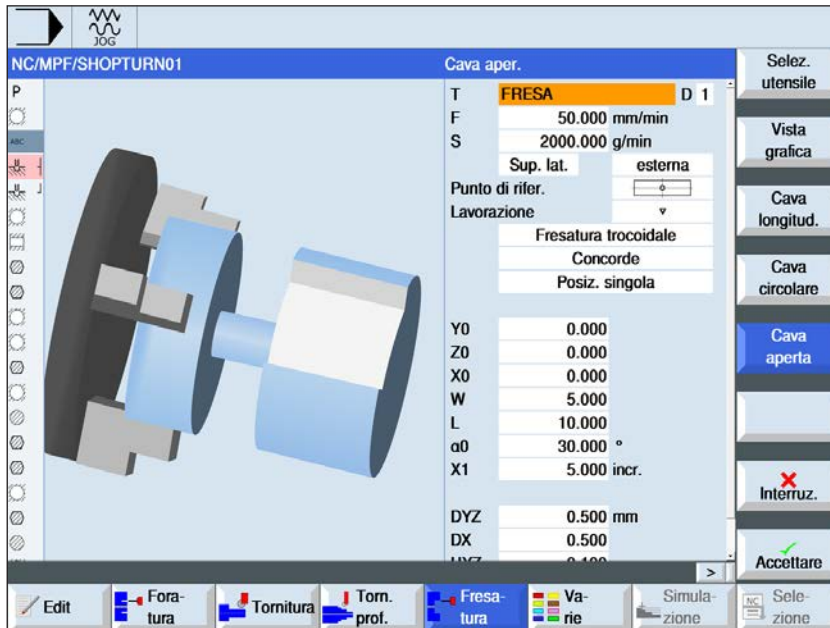 JOG
NC/MPF/SHOPTURN01
Cava aper.
P
ABC
T FRESA D 1
F 50.000 mm/min
S 2000.000 g/min
Sup. lat. esterna
Punto di rifer.
Lavorazione ▿
Fresatura trocoidale
Concorde
Posiz. singola
Y0 0.000
Z0 0.000
X0 0.000
W 5.000
L 10.000
α0 30.000 °
X1 5.000 incr.
DYZ 0.500 mm
DX 0.500
Selez.
utensile
Vista
grafica
Cava
longitud.
Cava
circolare
Cava
aperta
Interruz.
Accettare
>
Edit
Fora-
tura
Tornitura
Torn.
prof.
Fresa-
tura
Va-
rie
Simula-
zione
NC
Sele-
zione